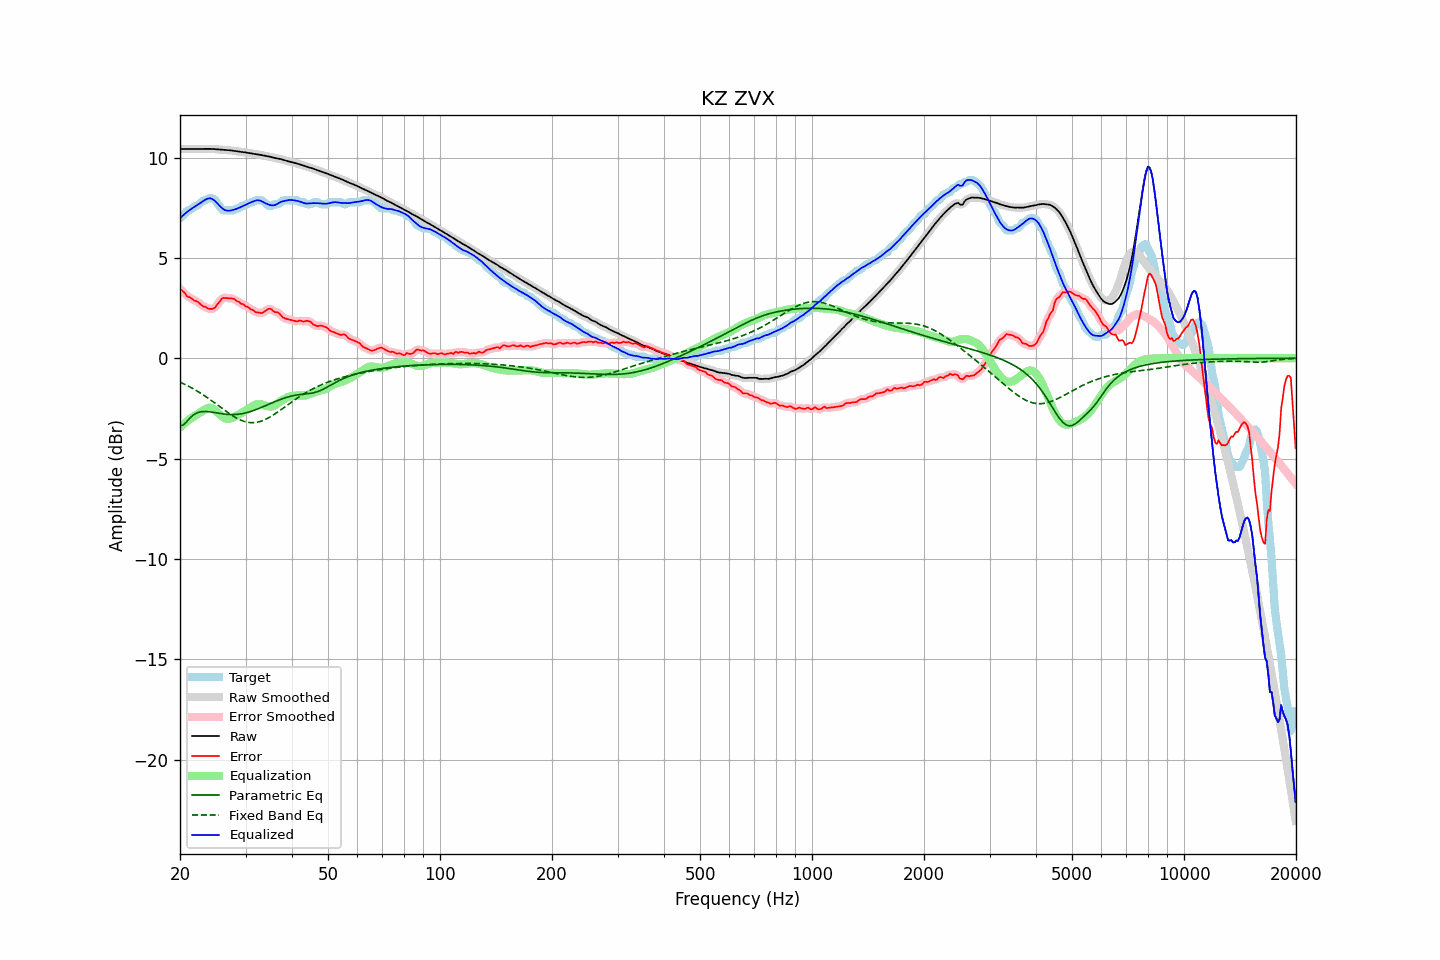 KZ ZVX
10
5
0
−5
−10
−15
−20
Amplitude (dBr)
Target
Raw Smoothed
Error Smoothed
Raw
Error
Equalization
Parametric Eq
Fixed Band Eq
Equalized
20 50 100 200 500 1000 2000 5000 10000 20000
Frequency (Hz)